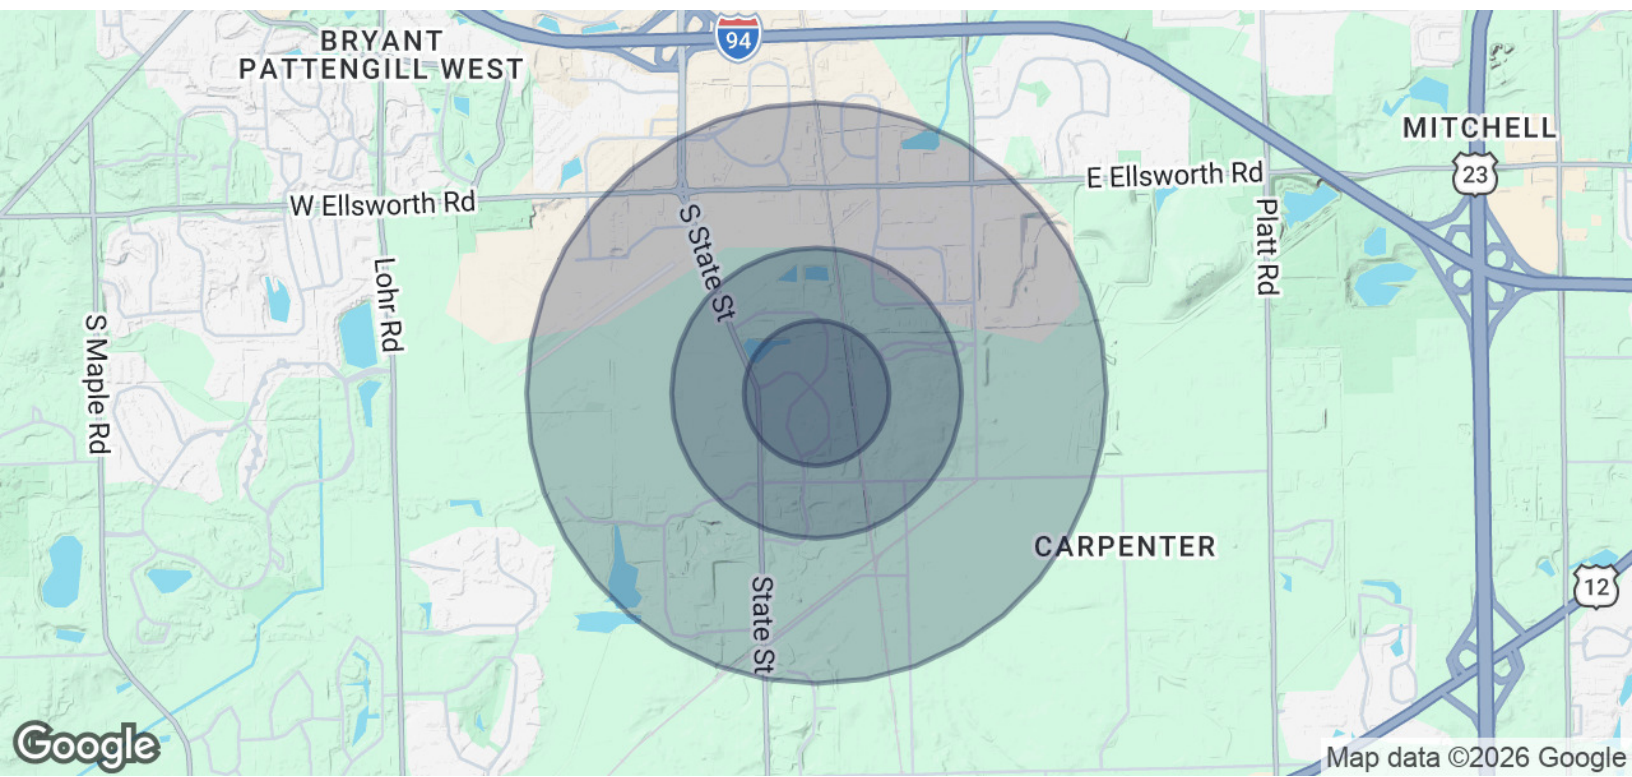 94
BRYANT
PATTENGILL WEST
MITCHELL
23
E Ellsworth Rd
W Ellsworth Rd
S State St
Platt Rd
Lohr Rd
S Maple Rd
CARPENTER
12
State St
Google
Map data ©2026 Google